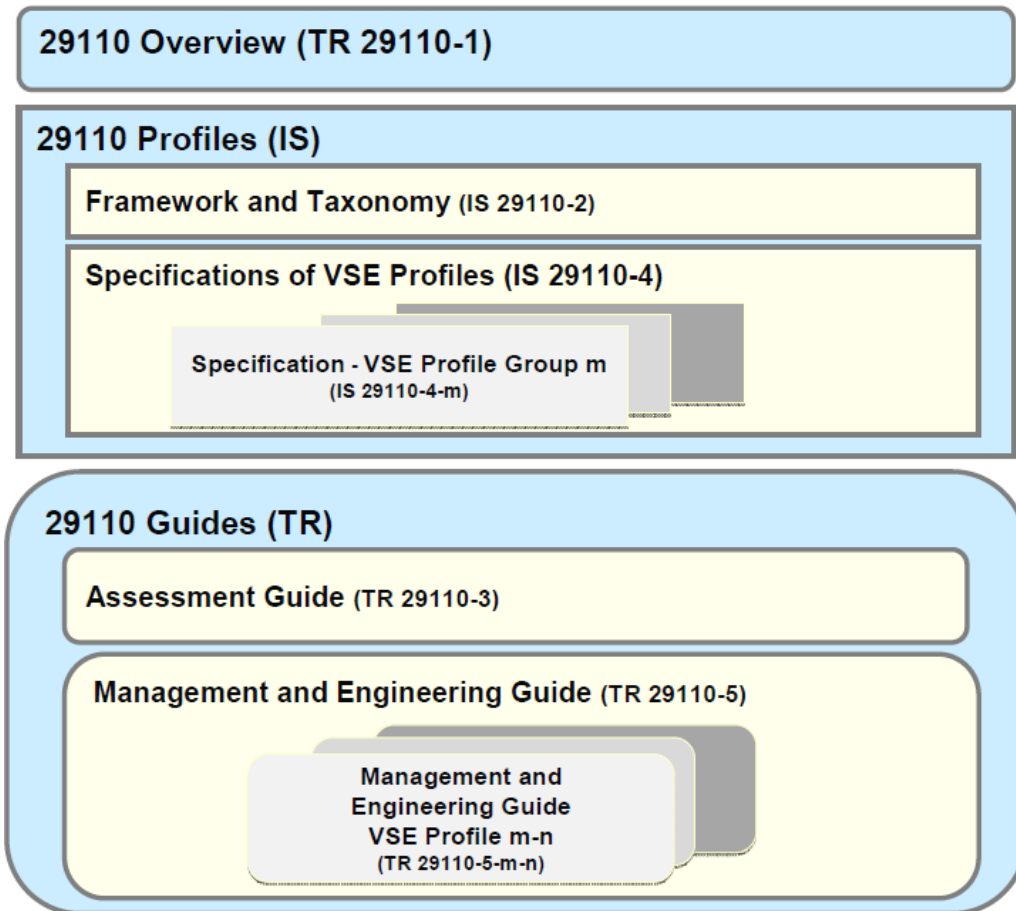 29110 Overview (TR 29110-1)
29110 Profiles (IS)
Framework and Taxonomy (IS 29110-2)
Specifications of VSE Profiles (IS 29110-4)
Specification - VSE Profile Group m
(IS 29110-4-m)
29110 Guides (TR)
Assessment Guide (TR 29110-3)
Management and Engineering Guide (TR 29110-5)
Management and
Engineering Guide
VSE Profile m-n
(TR 29110-5-m-n)